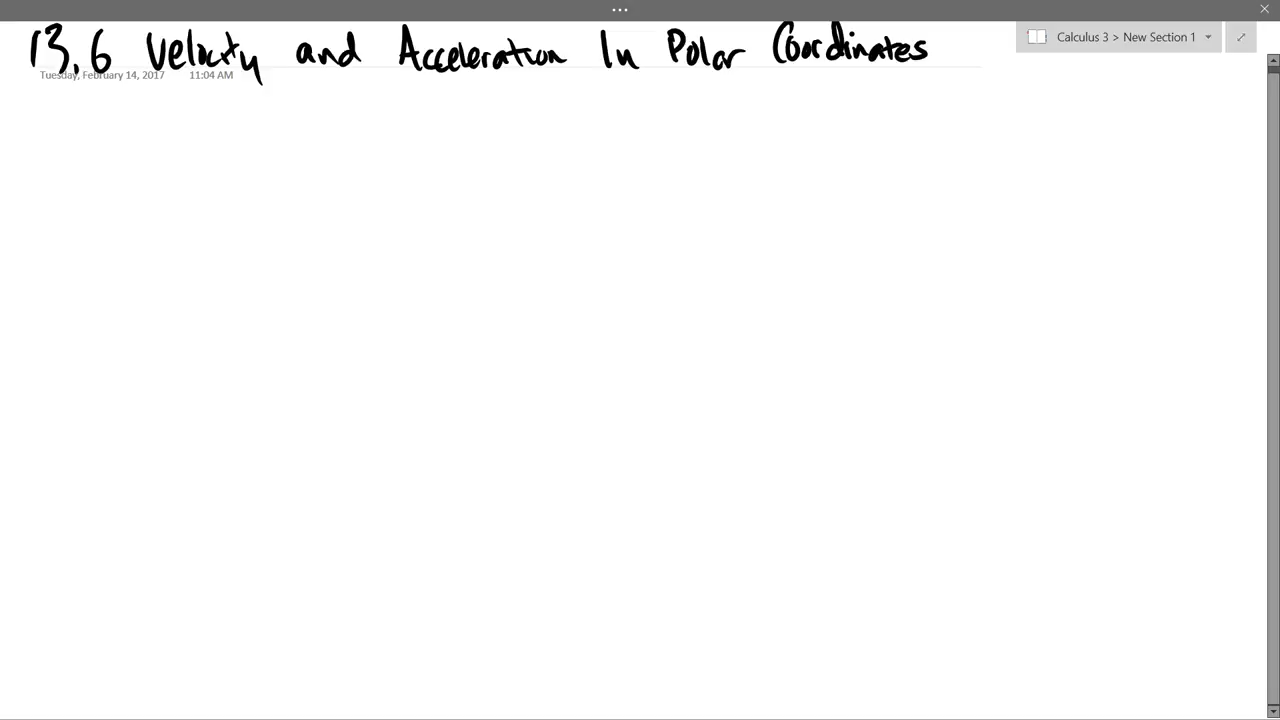 13.6 Velocity and Acceleration In Polar Coordinates
Calculus 3 > New Section 1
Tuesday, February 14, 2017 11:04 AM